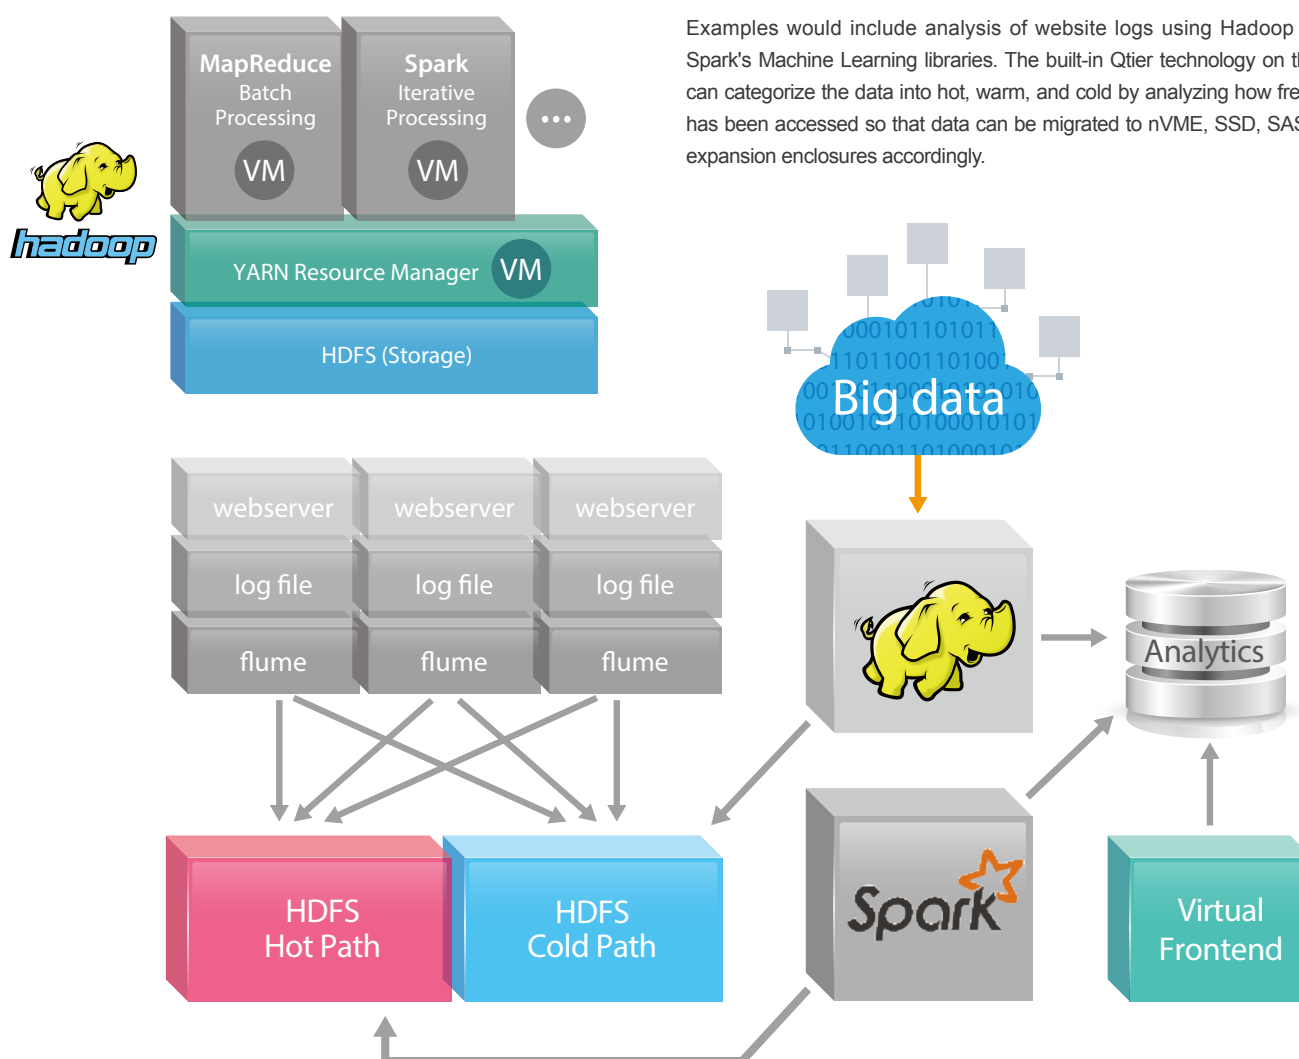 Examples would include analysis of website logs using Hadoop
Spark's Machine Learning libraries. The built-in Qtier technology on
can categorize the data into hot, warm, and cold by analyzing how
has been accessed so that data can be migrated to nVME, SSD,
expansion enclosures accordingly.
MapReduce
Batch
Processing
VM
Spark
Iterative
Processing
VM
•••
hadoop
YARN Resource Manager
VM
HDFS (Storage)
Big data
webserver
webserver
webserver
log file
log file
log file
flume
flume
flume
Analytics
HDFS
Hot Path
HDFS
Cold Path
Spark
Virtual
Frontend